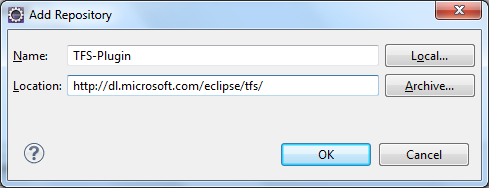 Add Repository
Name: TFS-Plugin Local...
Location: http://dl.microsoft.com/eclipse/tfs/ Archive...
? OK Cancel